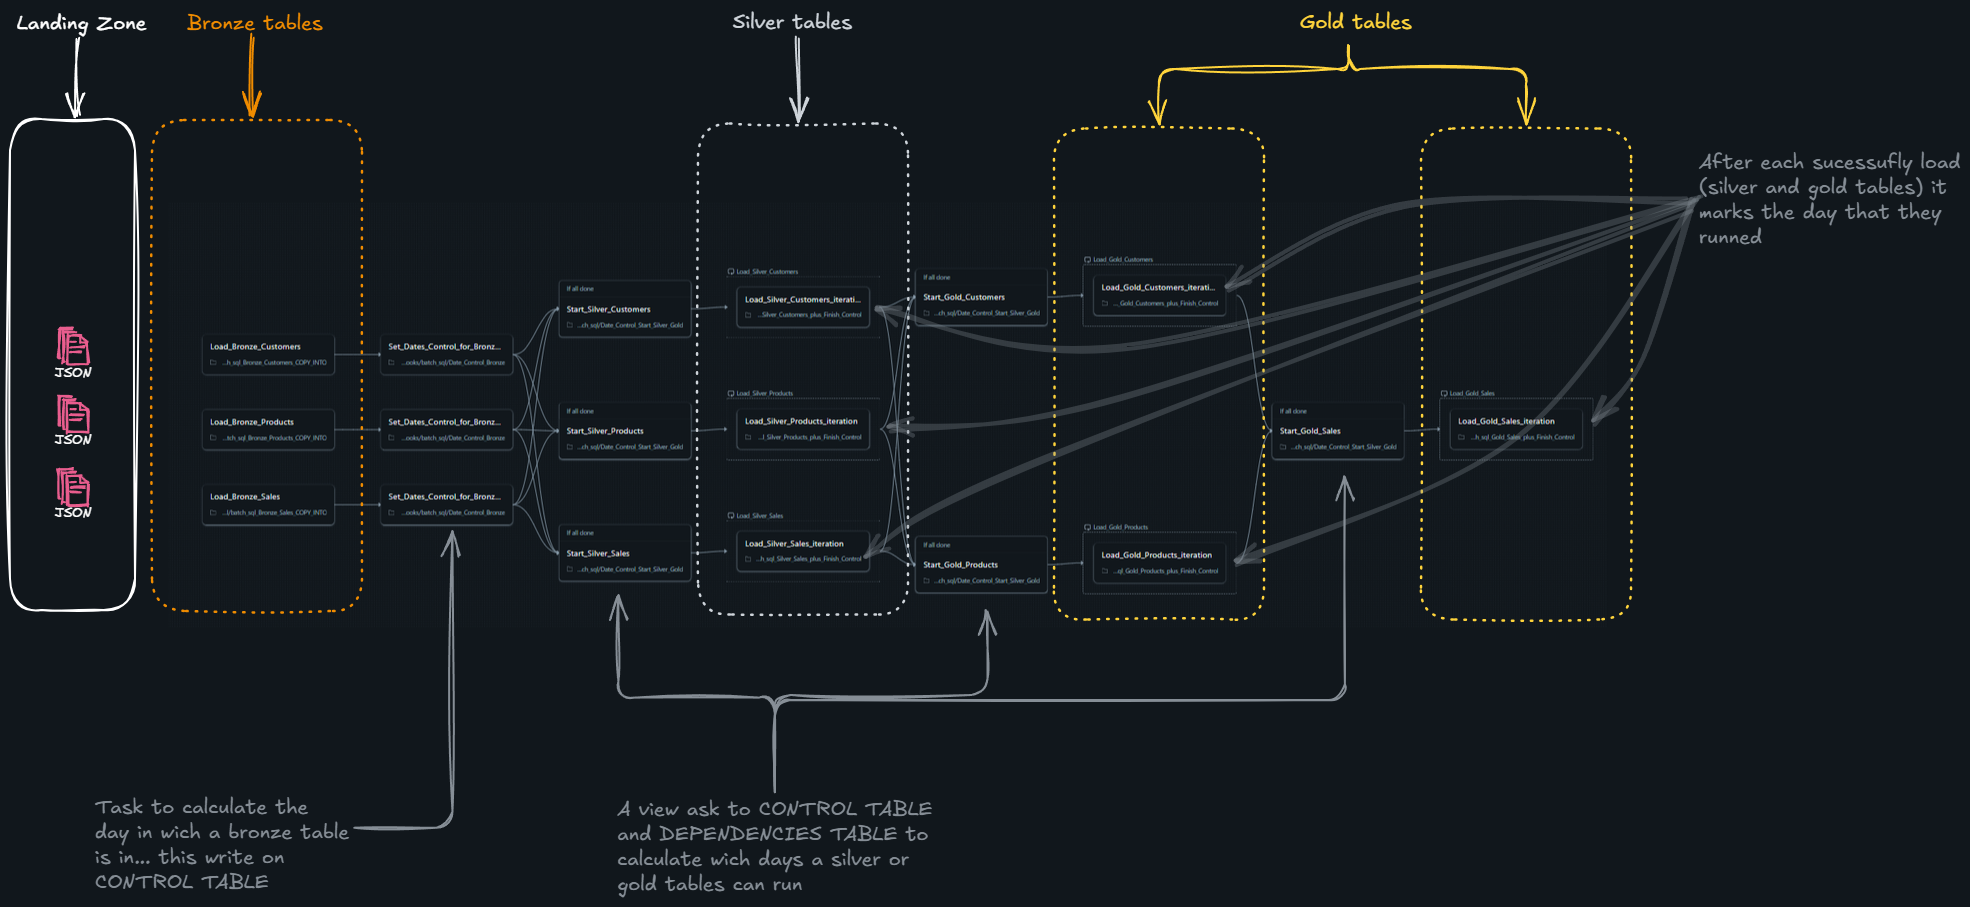 Landing Zone
Bronze tables
Silver tables
Gold tables
After each sucessufly load
(silver and gold tables) it
marks the day that they
runned
JSON
JSON
JSON
Load_Bronze_Customers
...h_sql_Bronze_Customers_COPY_INTO
Load_Bronze_Products
...tch_sql_Bronze_Products_COPY_INTO
Load_Bronze_Sales
...l/batch_sql_Bronze_Sales_COPY_INTO
Set_Dates_Control_for_Bronz...
...ooks/batch_sql/Date_Control_Bronze
Set_Dates_Control_for_Bronz...
...ooks/batch_sql/Date_Control_Bronze
Set_Dates_Control_for_Bronz...
...ooks/batch_sql/Date_Control_Bronze
If all done
Start_Silver_Customers
...ch_sql/Date_Control_Start_Silver_Gold
If all done
Start_Silver_Products
...ch_sql/Date_Control_Start_Silver_Gold
If all done
Start_Silver_Sales
...ch_sql/Date_Control_Start_Silver_Gold
Load_Silver_Customers
Load_Silver_Customers_iterati...
..._Silver_Customers_plus_Finish_Control
Load_Silver_Products
Load_Silver_Products_iteration
...l_Silver_Products_plus_Finish_Control
Load_Silver_Sales
Load_Silver_Sales_iteration
...h_sql_Silver_Sales_plus_Finish_Control
If all done
Start_Gold_Customers
...ch_sql/Date_Control_Start_Silver_Gold
If all done
Start_Gold_Products
...ch_sql/Date_Control_Start_Silver_Gold
Load_Gold_Customers
Load_Gold_Customers_iterati...
..._Gold_Customers_plus_Finish_Control
Load_Gold_Products
Load_Gold_Products_iteration
...ql_Gold_Products_plus_Finish_Control
If all done
Start_Gold_Sales
...ch_sql/Date_Control_Start_Silver_Gold
Load_Gold_Sales
Load_Gold_Sales_iteration
...h_sql_Gold_Sales_plus_Finish_Control
Task to calculate the
day in wich a bronze table
is in... this write on
CONTROL TABLE
A view ask to CONTROL TABLE
and DEPENDENCIES TABLE to
calculate wich days a silver or
gold tables can run